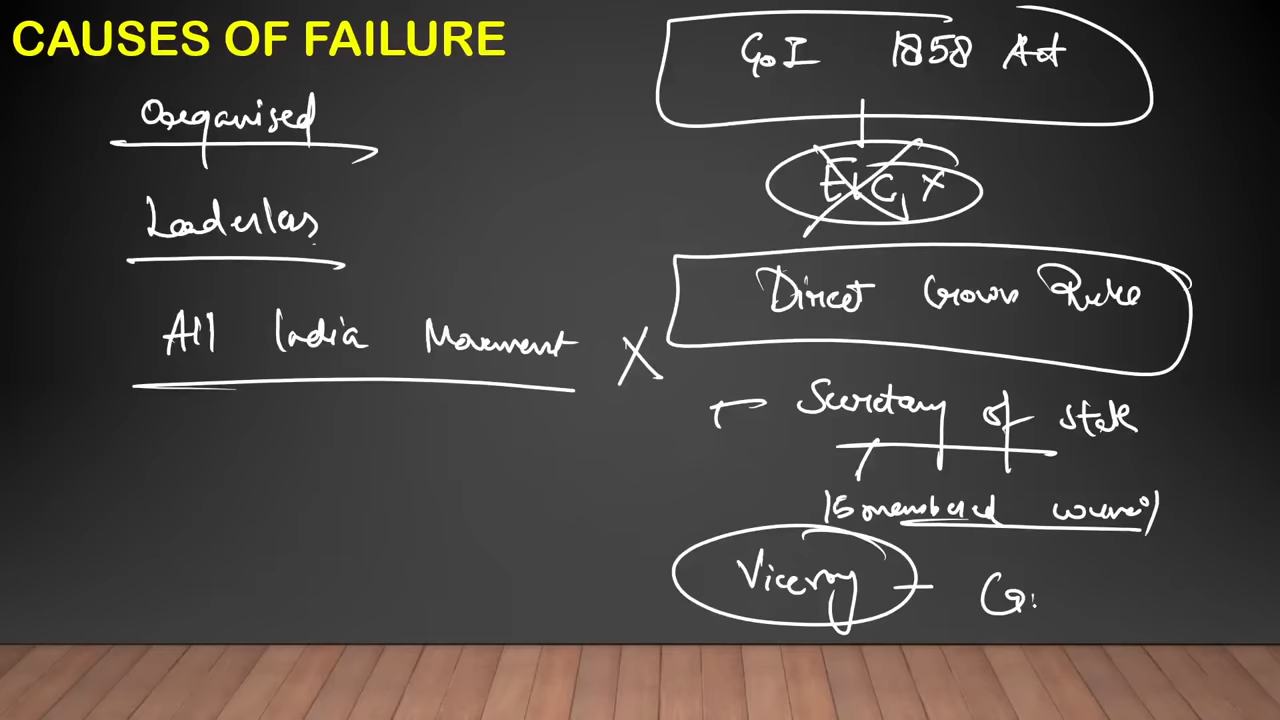 CAUSES OF FAILURE
Organised
Leaderless
All India Movement X
GoI 1858 Act
EIC X
Direct Crown Rule
Secretary of State
15 membered council
Viceroy - G